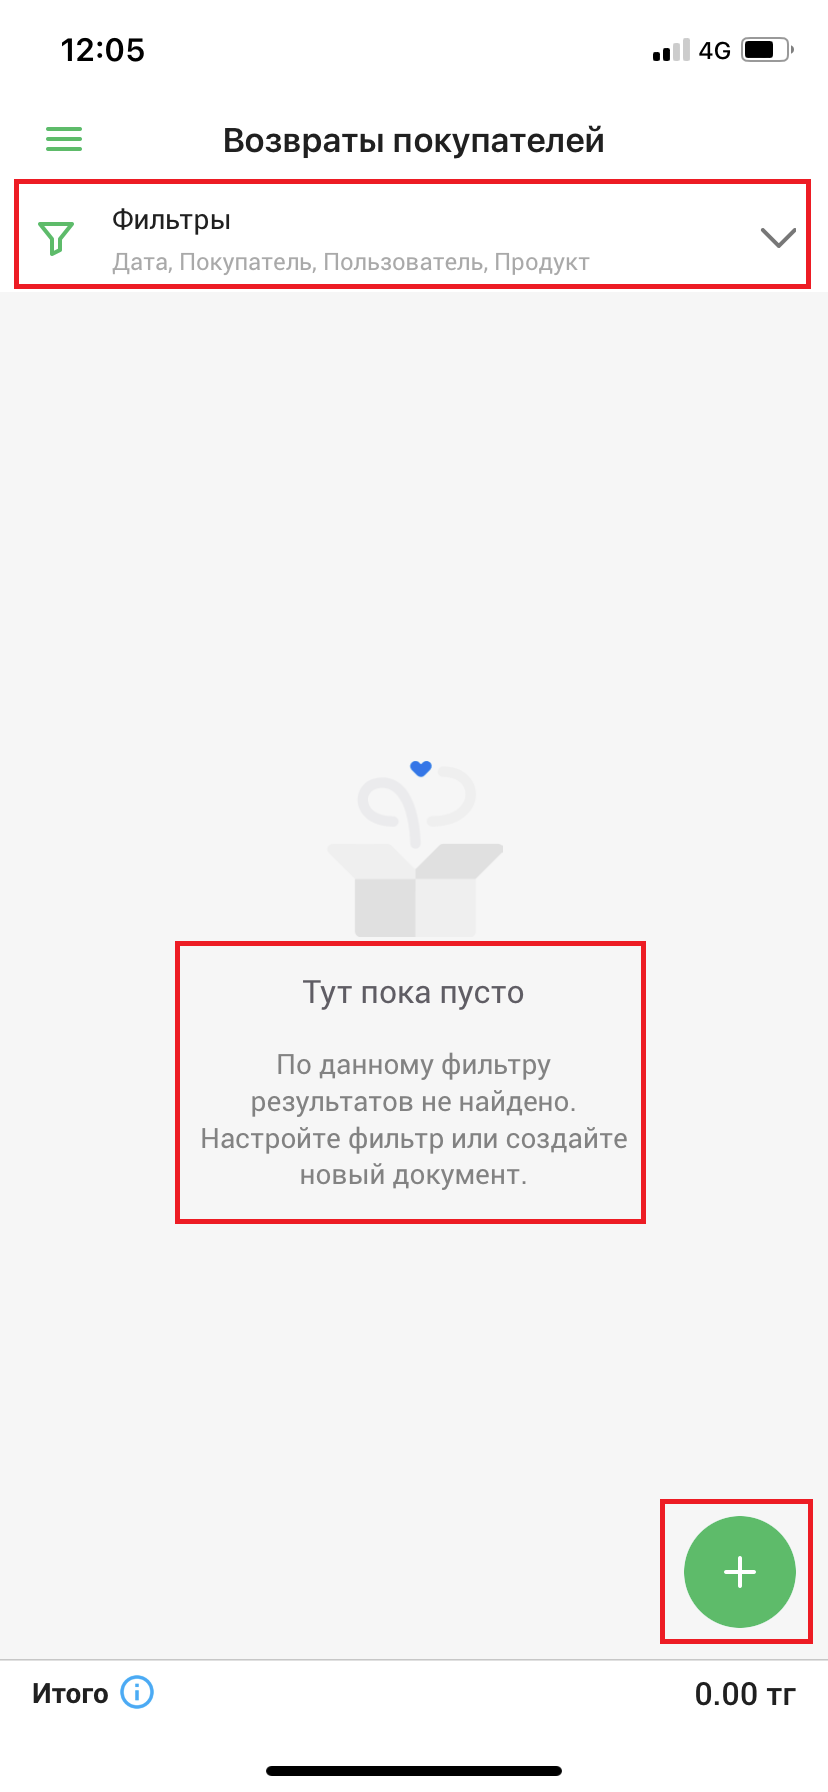 12:05
4G
Возвраты покупателей
Фильтры
Дата, Покупатель, Пользователь, Продукт
Тут пока пусто
По данному фильтру
результатов не найдено.
Настройте фильтр или создайте
новый документ.
Итого
0.00 тг